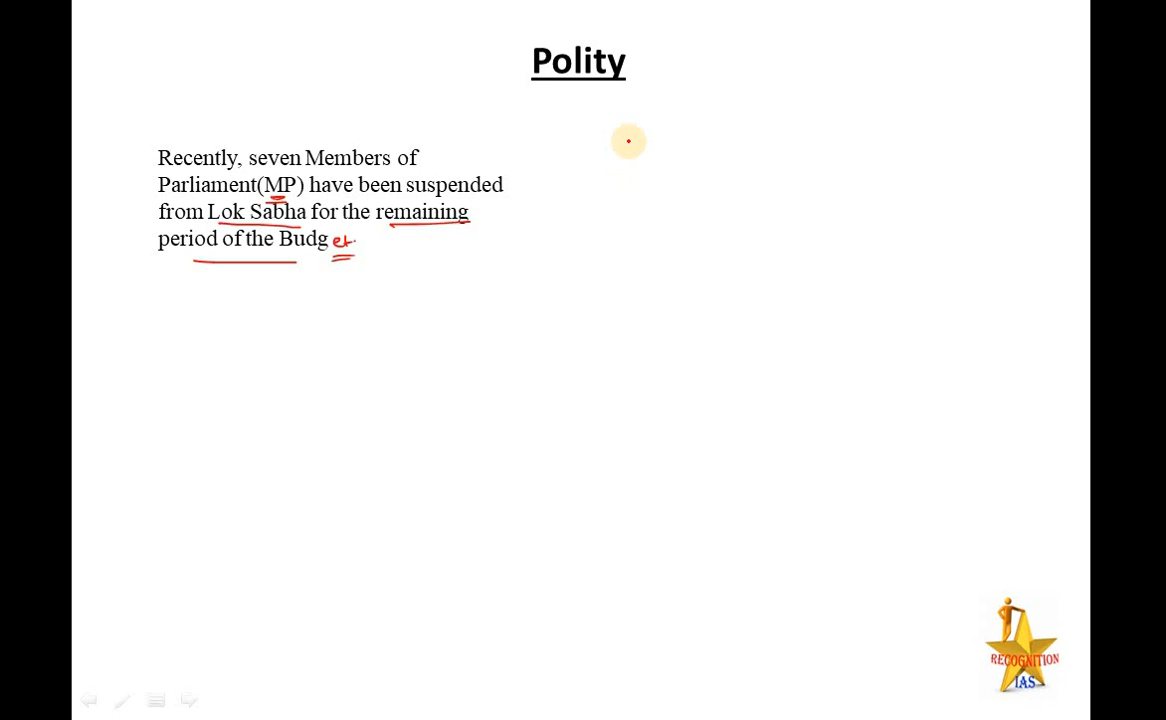 Polity
Recently, seven Members of
Parliament(MP) have been suspended
from Lok Sabha for the remaining
period of the Budg et.
RECOGNITION
IAS